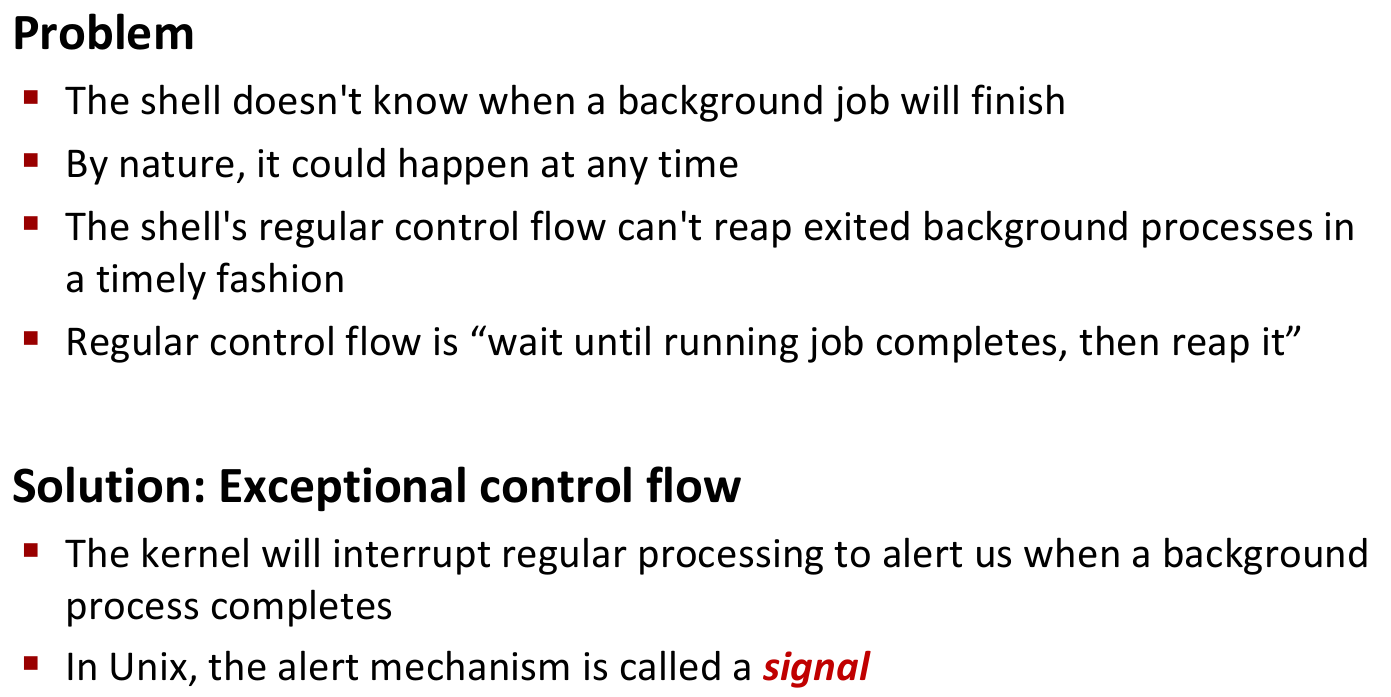 Problem
▪ The shell doesn't know when a background job will finish
▪ By nature, it could happen at any time
▪ The shell's regular control flow can't reap exited background processes in
a timely fashion
▪ Regular control flow is “wait until running job completes, then reap it”
Solution: Exceptional control flow
▪ The kernel will interrupt regular processing to alert us when a background
process completes
▪ In Unix, the alert mechanism is called a signal